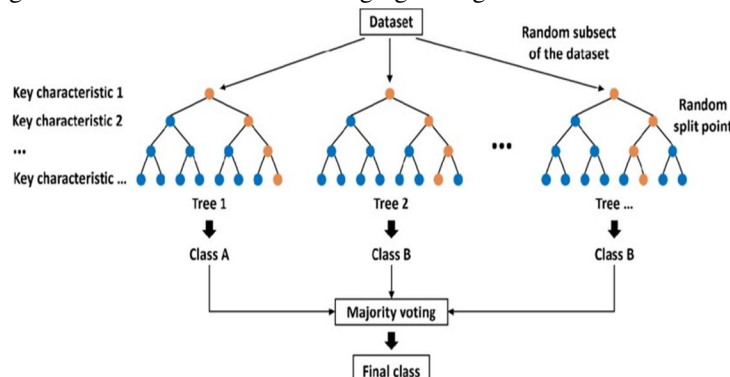 Dataset
Random subsect
of the dataset
Key characteristic 1
Key characteristic 2
...
Key characteristic ...
Random
split point
...
Tree 1
Tree 2
Tree ...
Class A
Class B
Class B
Majority voting
Final class